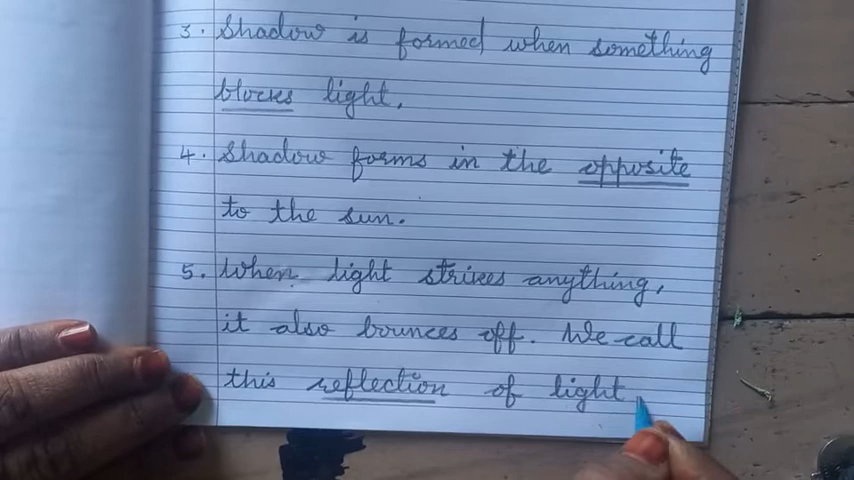 3. Shadow is formed when something
blocks light.
4. Shadow forms in the opposite
to the sun.
5. When light strikes anything,
it also bounces off. We call
this reflection of light.